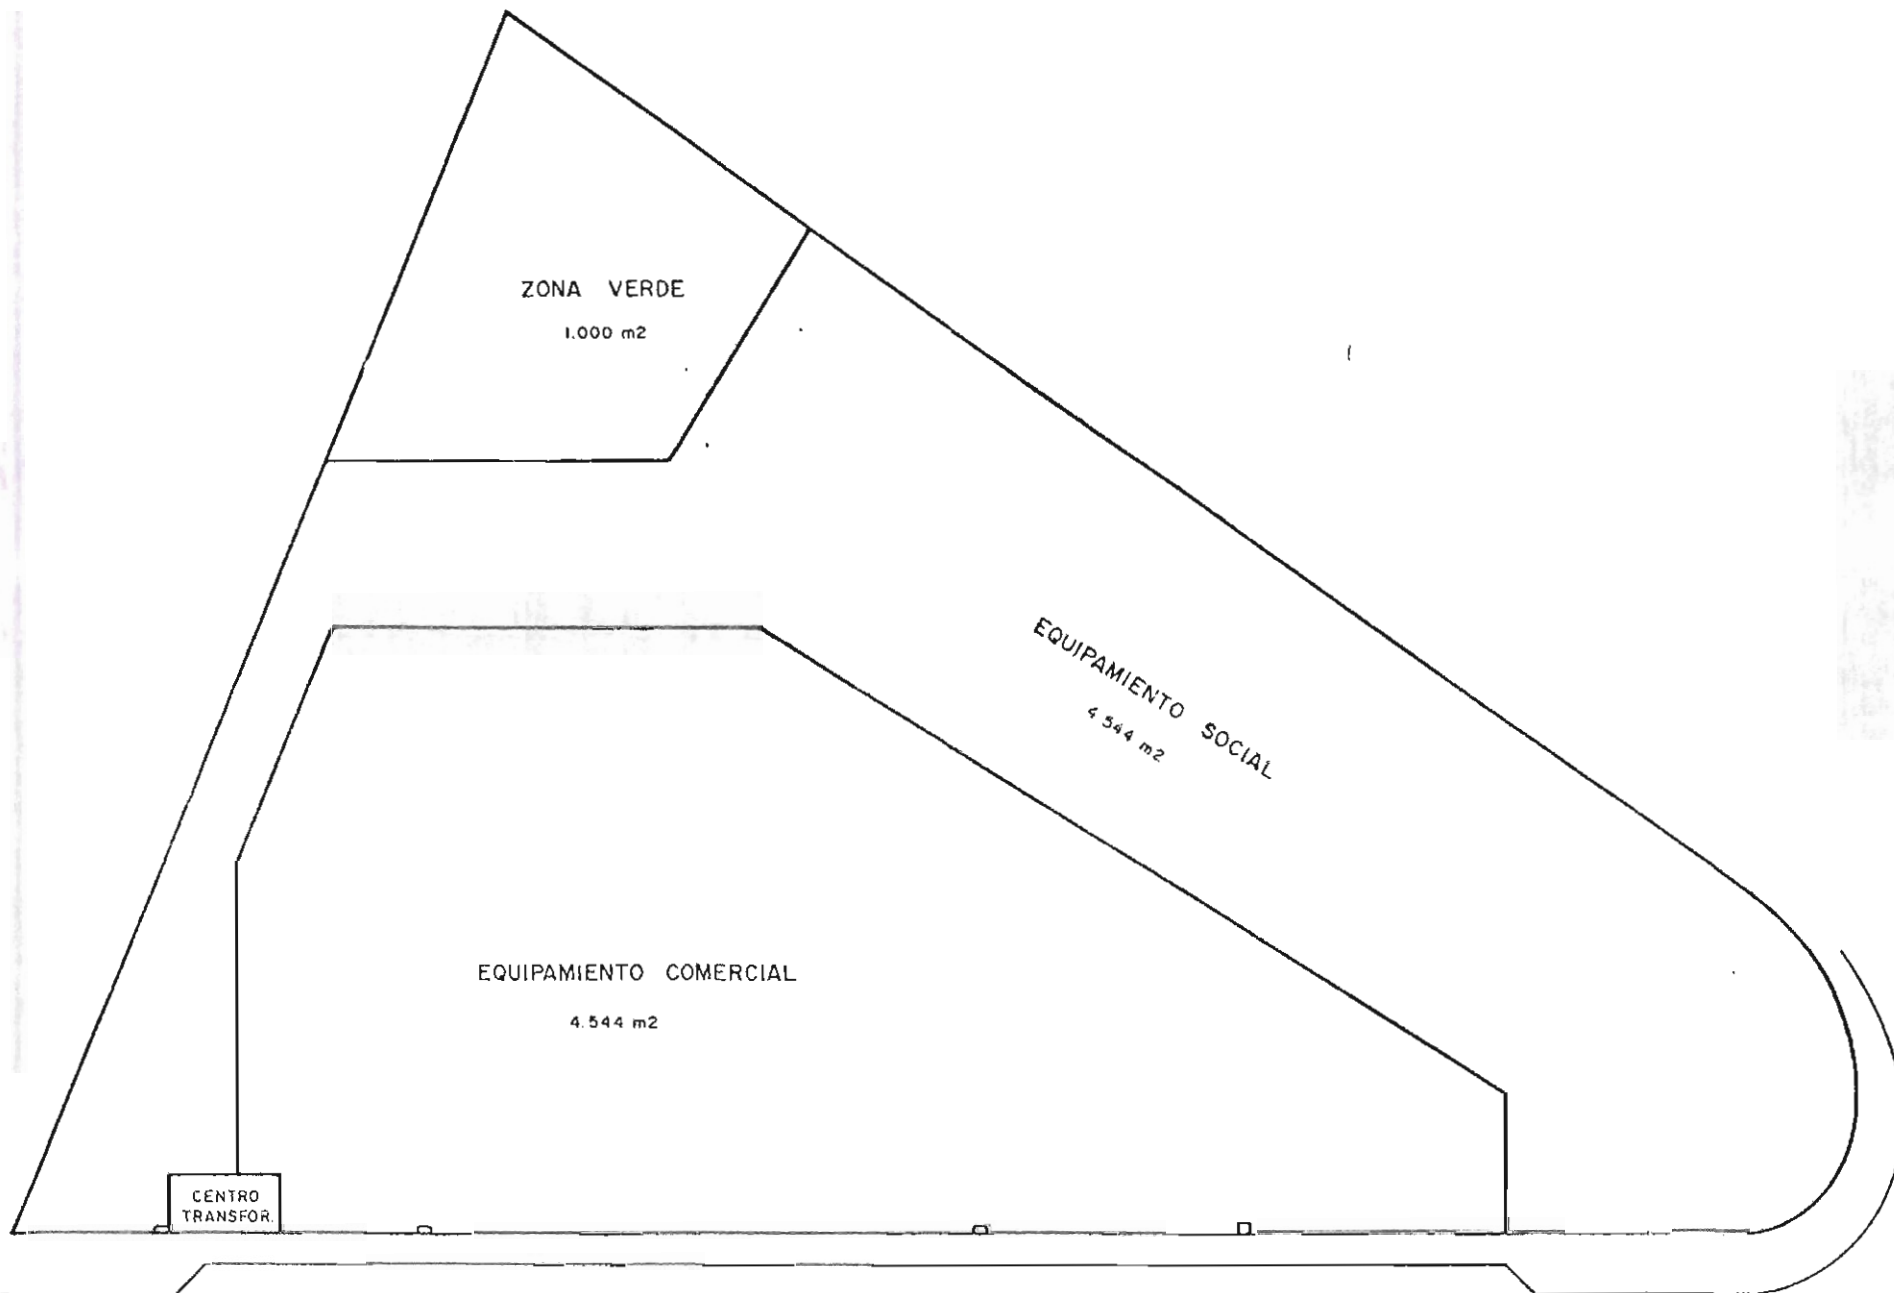 ZONA VERDE
1.000 m2
EQUIPAMIENTO SOCIAL
4 544 m2
EQUIPAMIENTO COMERCIAL
4.544 m2
CENTRO
TRANSFOR.